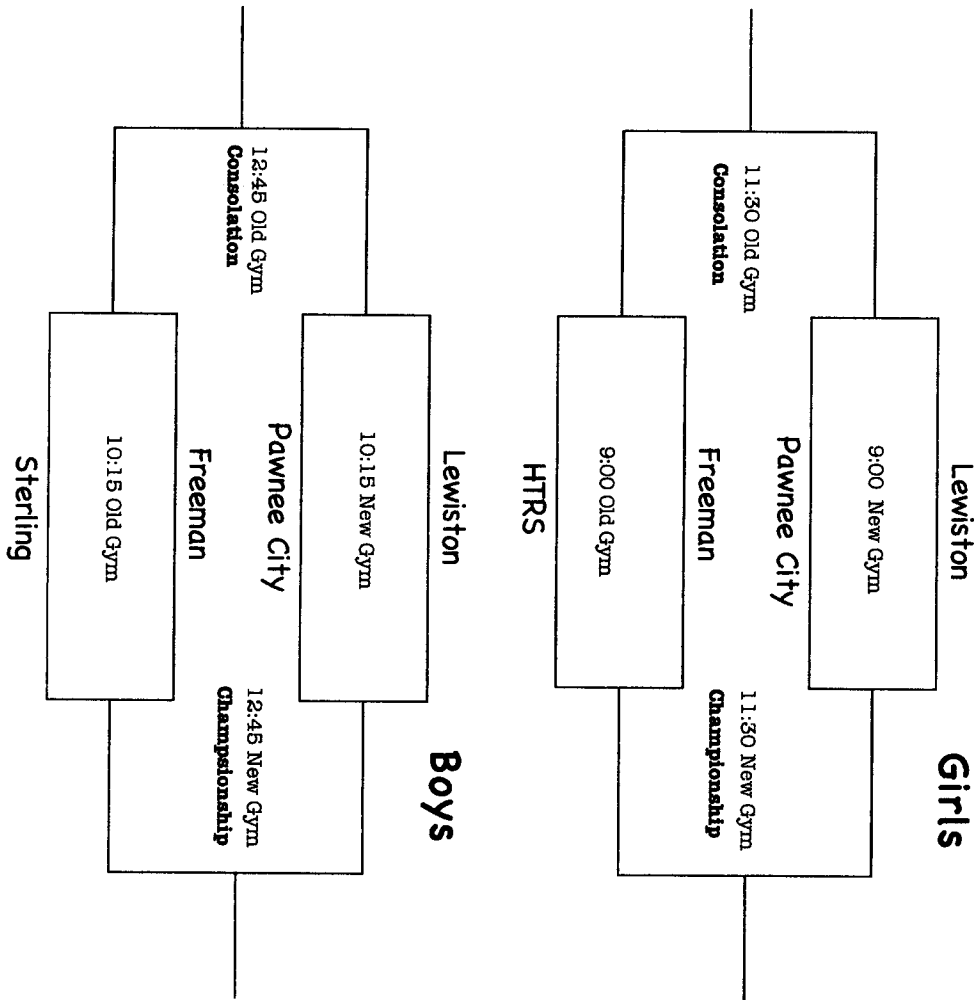 Girls
Lewiston
9:00 New Gym
Pawnee City
11:30 Old Gym
Consolation
11:30 New Gym
Championship
Freeman
9:00 Old Gym
HTRS
Boys
Lewiston
10:15 New Gym
Pawnee City
12:45 Old Gym
Consolation
12:45 New Gym
Champsionship
Freeman
10:15 Old Gym
Sterling